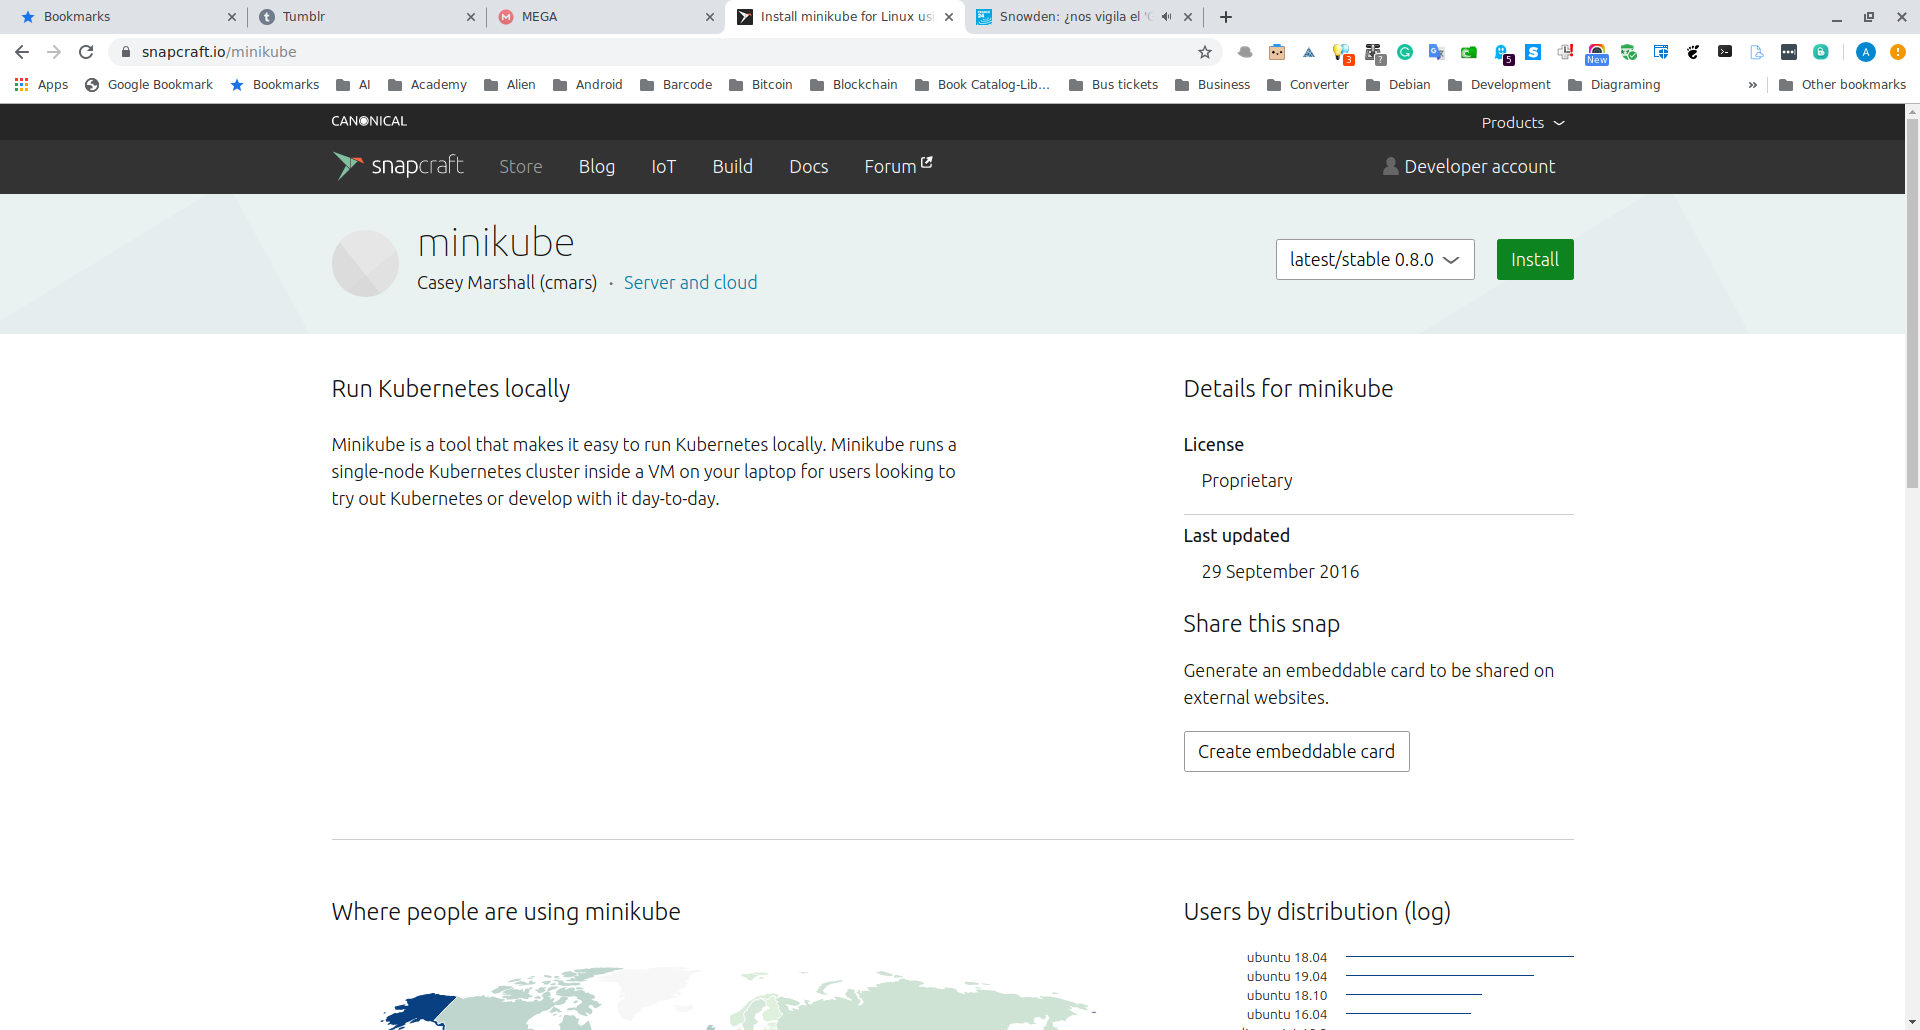 Bookmarks
Tumblr
MEGA
Install minikube for Linux usi
Snowden: ¿nos vigila el '
snapcraft.io/minikube
3
?
5
New
A
Apps
Google Bookmark
Bookmarks
AI
Academy
Alien
Android
Barcode
Bitcoin
Blockchain
Book Catalog-Lib...
Bus tickets
Business
Converter
Debian
Development
Diagraming
»
Other bookmarks
CANONICAL
Products
snapcraft
Store
Blog
IoT
Build
Docs
Forum
Developer account
minikube
Casey Marshall (cmars) · Server and cloud
latest/stable 0.8.0
Install
Run Kubernetes locally
Minikube is a tool that makes it easy to run Kubernetes locally. Minikube runs a
single-node Kubernetes cluster inside a VM on your laptop for users looking to
try out Kubernetes or develop with it day-to-day.
Details for minikube
License
Proprietary
Last updated
29 September 2016
Share this snap
Generate an embeddable card to be shared on
external websites.
Create embeddable card
Where people are using minikube
Users by distribution (log)
ubuntu 18.04
ubuntu 19.04
ubuntu 18.10
ubuntu 16.04